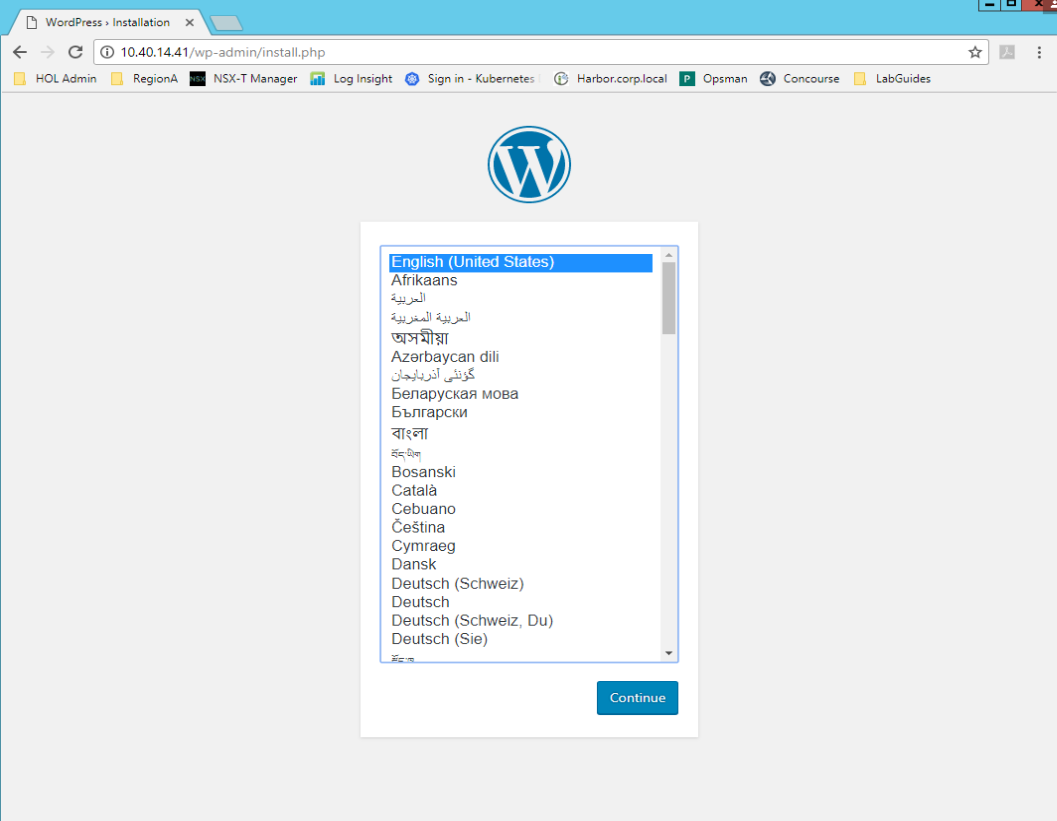 WordPress › Installation
10.40.14.41/wp-admin/install.php
HOL Admin RegionA NSX-T Manager Log Insight Sign in - Kubernetes Harbor.corp.local Opsman Concourse LabGuides
English (United States)
Afrikaans
العربية
العربية المغربية
অসমীয়া
Azərbaycan dili
گؤنئی آذربایجان
Беларуская мова
Български
বাংলা
བོད་ཡིག
Bosanski
Català
Cebuano
Čeština
Cymraeg
Dansk
Deutsch (Schweiz)
Deutsch
Deutsch (Schweiz, Du)
Deutsch (Sie)
Continue